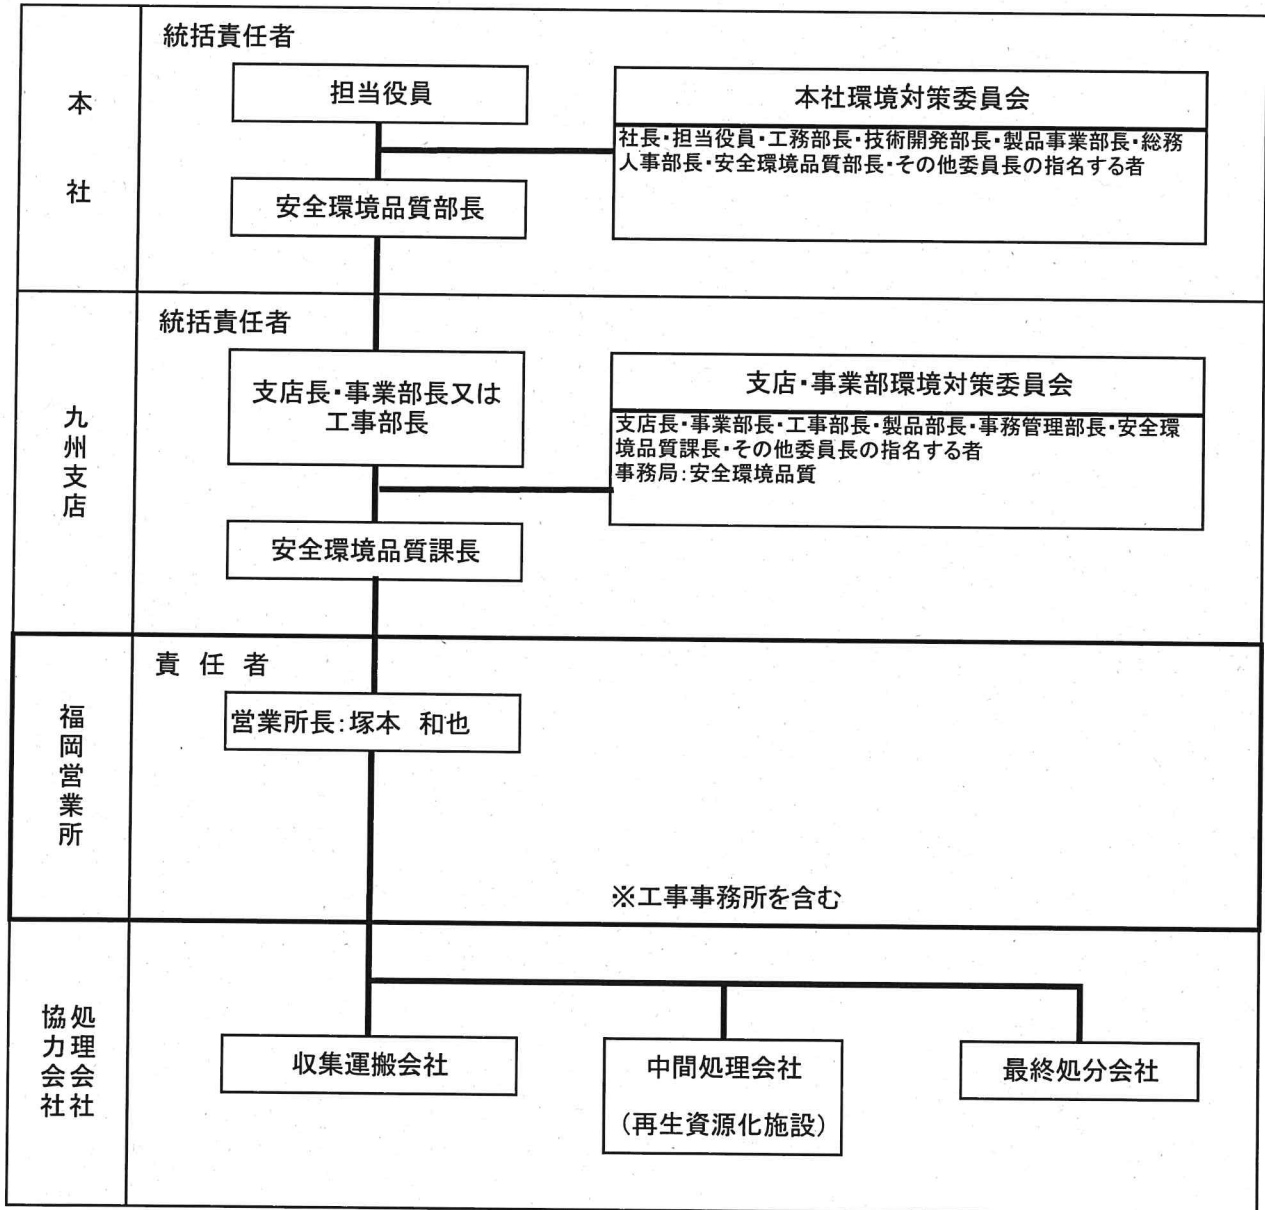 本社
統括責任者
担当役員
本社環境対策委員会
社長・担当役員・工務部長・技術開発部長・製品事業部長・総務
人事部長・安全環境品質部長・その他委員長の指名する者
安全環境品質部長
九州支店
統括責任者
支店長・事業部長又は
工事部長
支店・事業部環境対策委員会
支店長・事業部長・工事部長・製品部長・事務管理部長・安全環
境品質課長・その他委員長の指名する者
事務局:安全環境品質
安全環境品質課長
福岡営業所
責 任 者
営業所長:塚本 和也
※工事事務所を含む
処理会社
協力会社
収集運搬会社
中間処理会社
(再生資源化施設)
最終処分会社